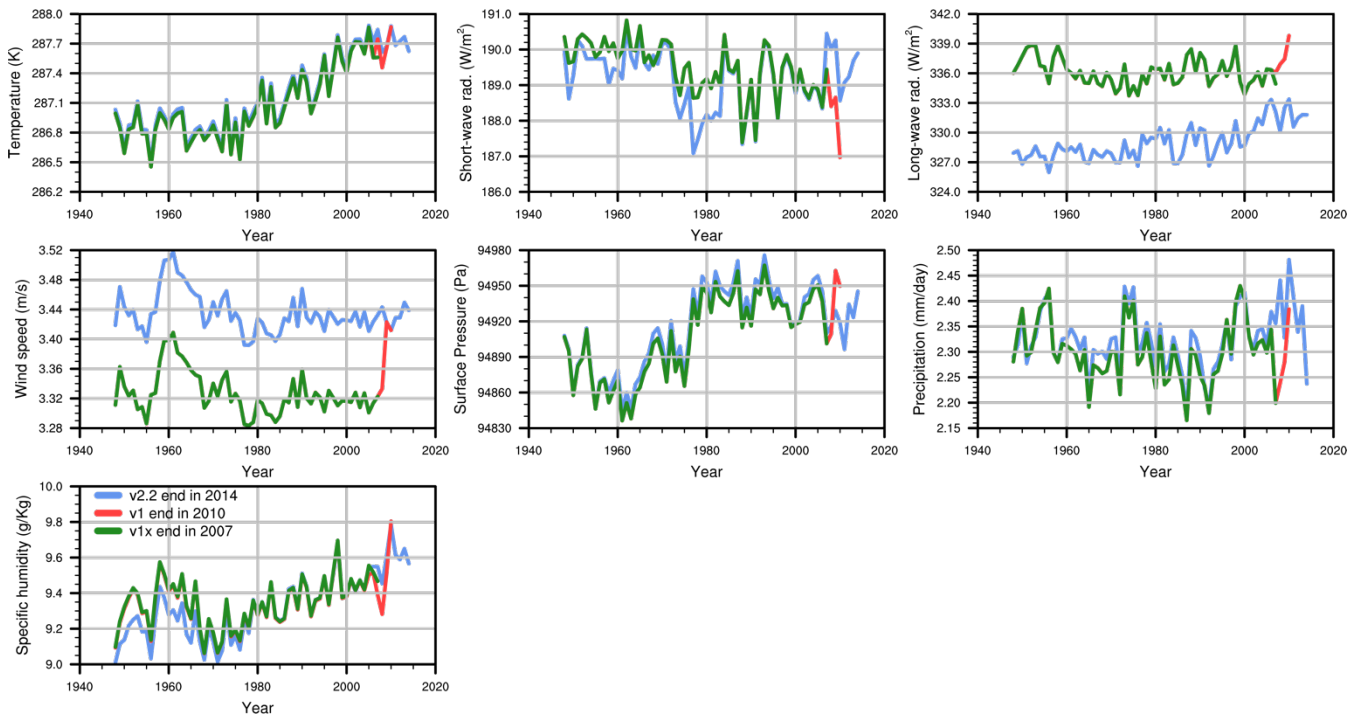 288.0
287.7
287.4
287.1
286.8
286.5
286.2
Temperature (K)
1940 1960 1980 2000 2020
Year
191.0
190.0
189.0
188.0
187.0
186.0
Shnort-wave rad. (W/m²)
1940 1960 1980 2000 2020
Year
342.0
339.0
336.0
333.0
330.0
327.0
324.0
Long-wave rad. (W/m²)
1940 1960 1980 2000 2020
Year
3.52
3.48
3.44
3.40
3.36
3.32
3.28
Wind speed (m/s)
1940 1960 1980 2000 2020
Year
94980
94950
94920
94890
94860
94830
Surface Pressure (Pa)
1940 1960 1980 2000 2020
Year
2.50
2.45
2.40
2.35
2.30
2.25
2.20
2.15
Precipitation (mm/day)
1940 1960 1980 2000 2020
Year
10.0
9.8
9.6
9.4
9.2
9.0
Specific humidity (g/Kg)
v2.2 end in 2014
v1 end in 2010
v1x end in 2007
1940 1960 1980 2000 2020
Year